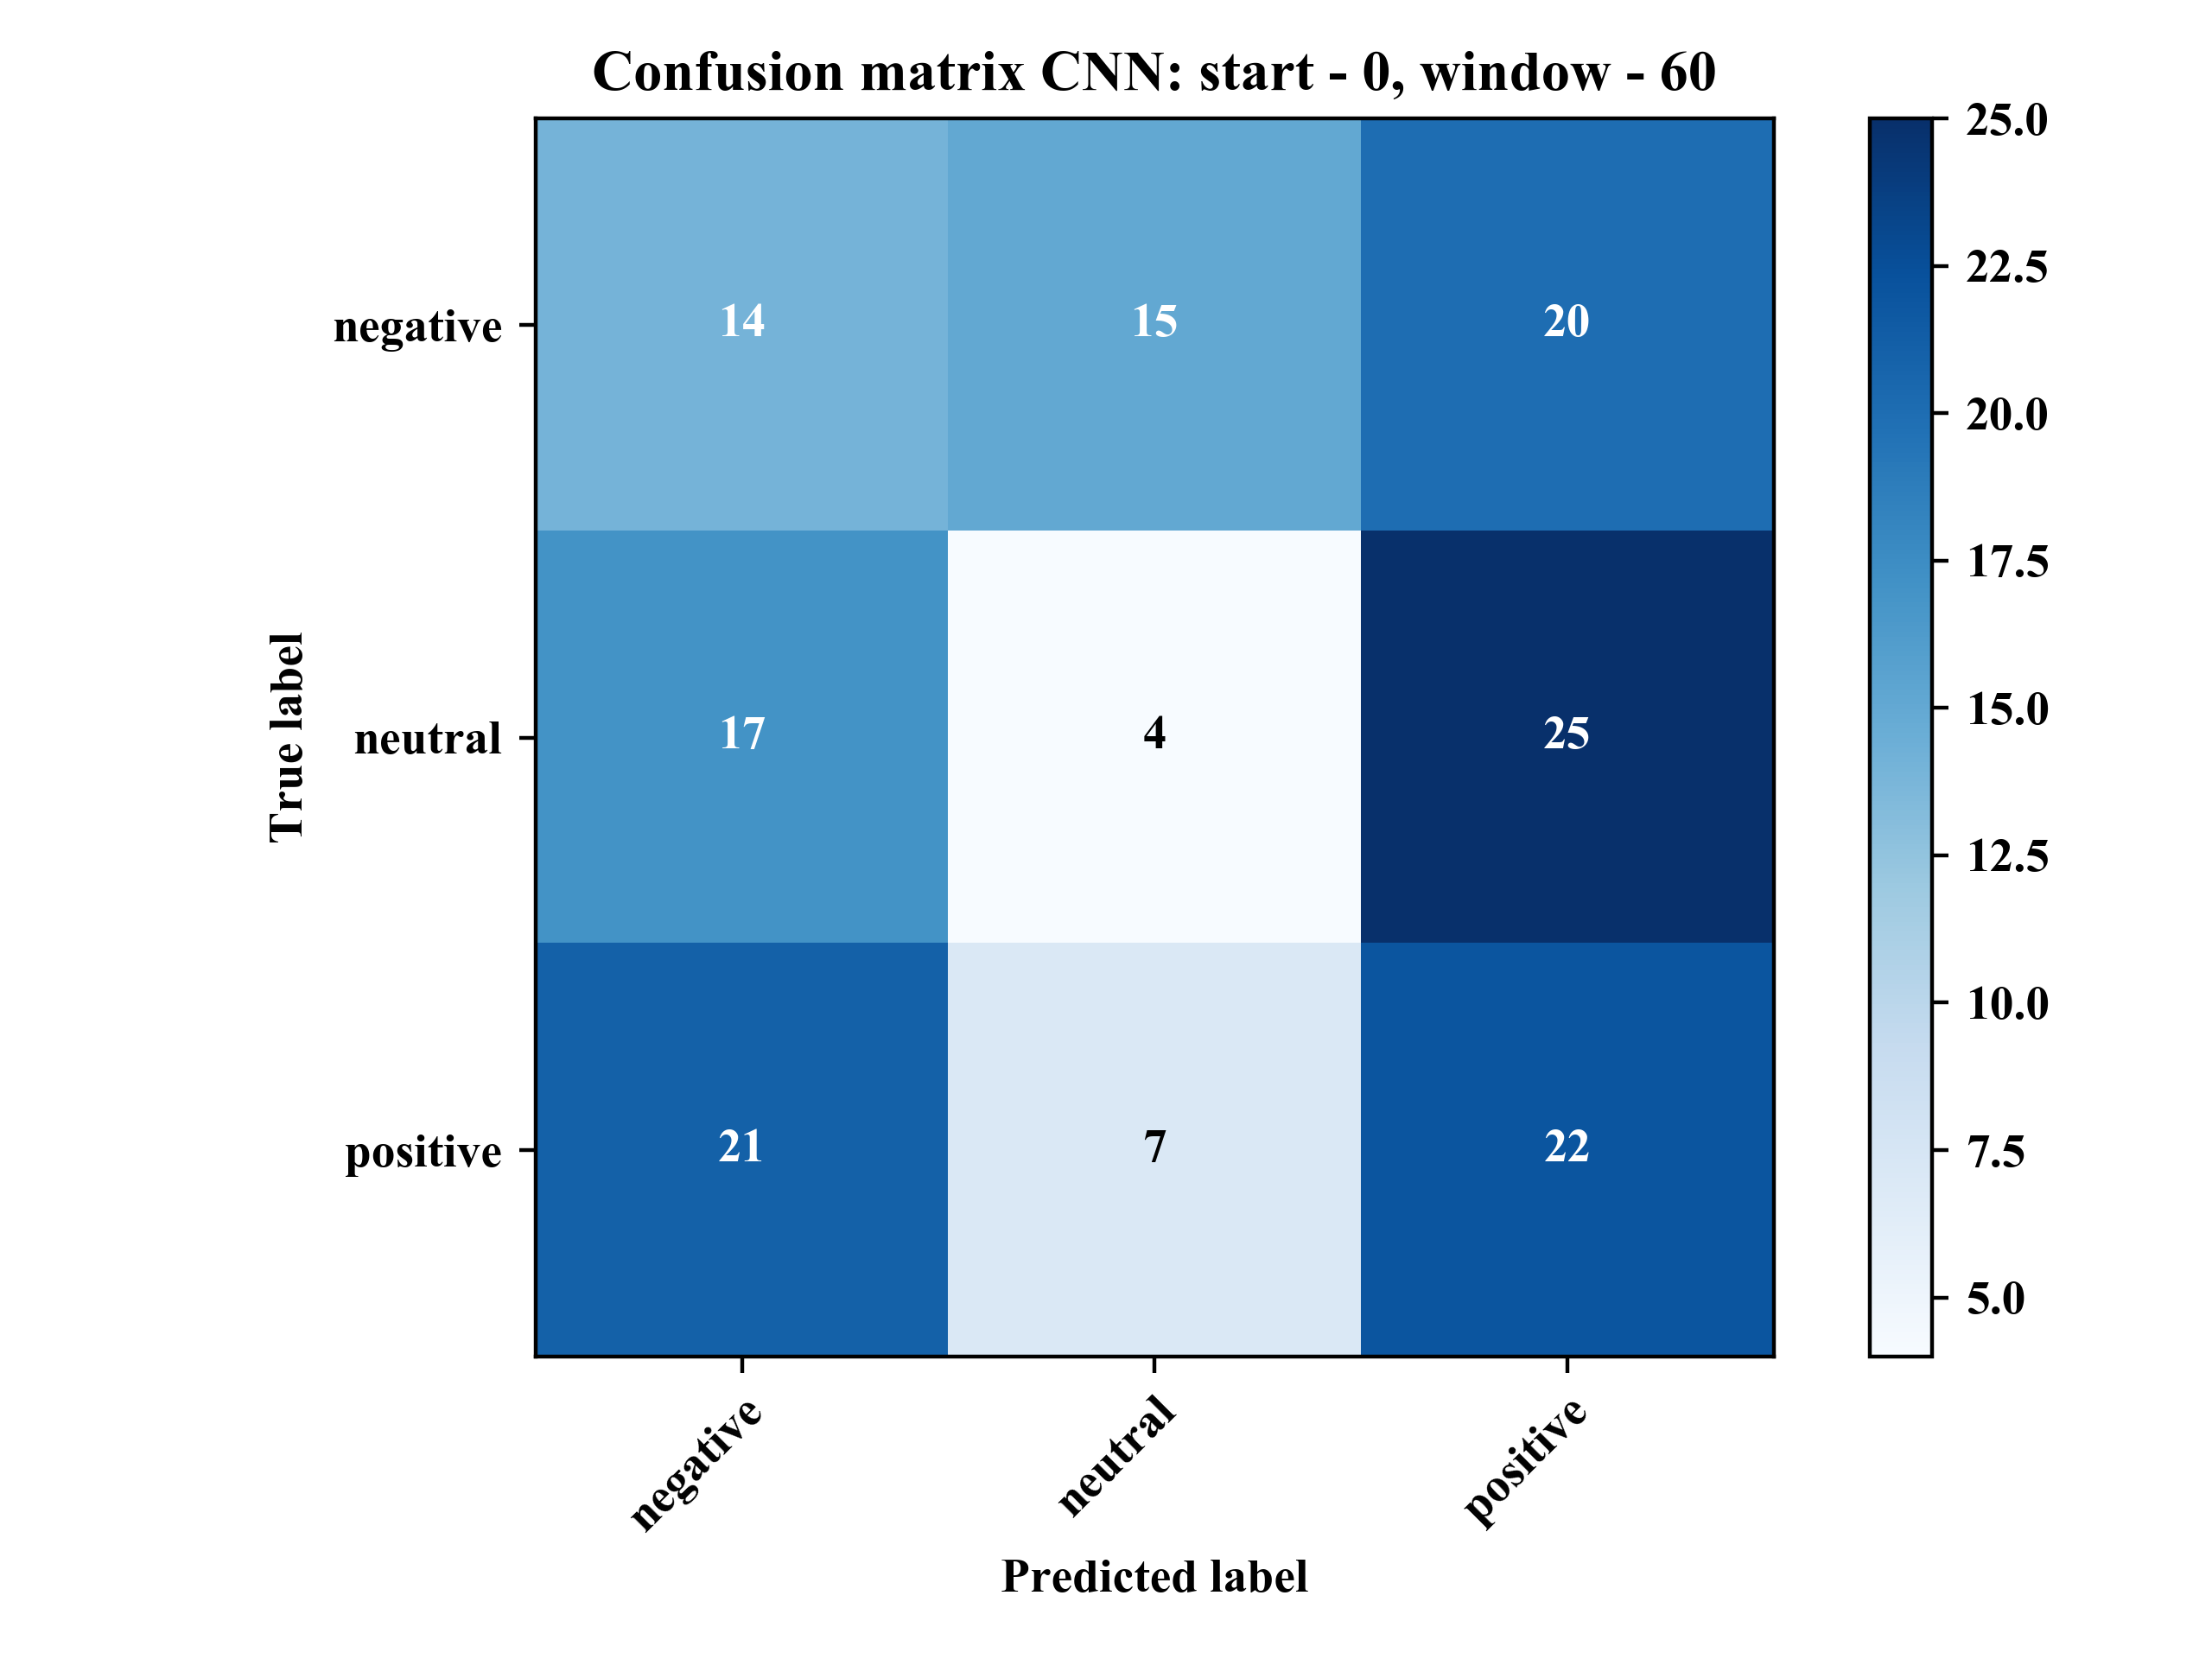 Confusion matrix CNN: start - 0, window - 60
True label
negative
14 15 20
neutral
17 4 25
positive
21 7 22
negative neutral positive
Predicted label
25.0
22.5
20.0
17.5
15.0
12.5
10.0
7.5
5.0